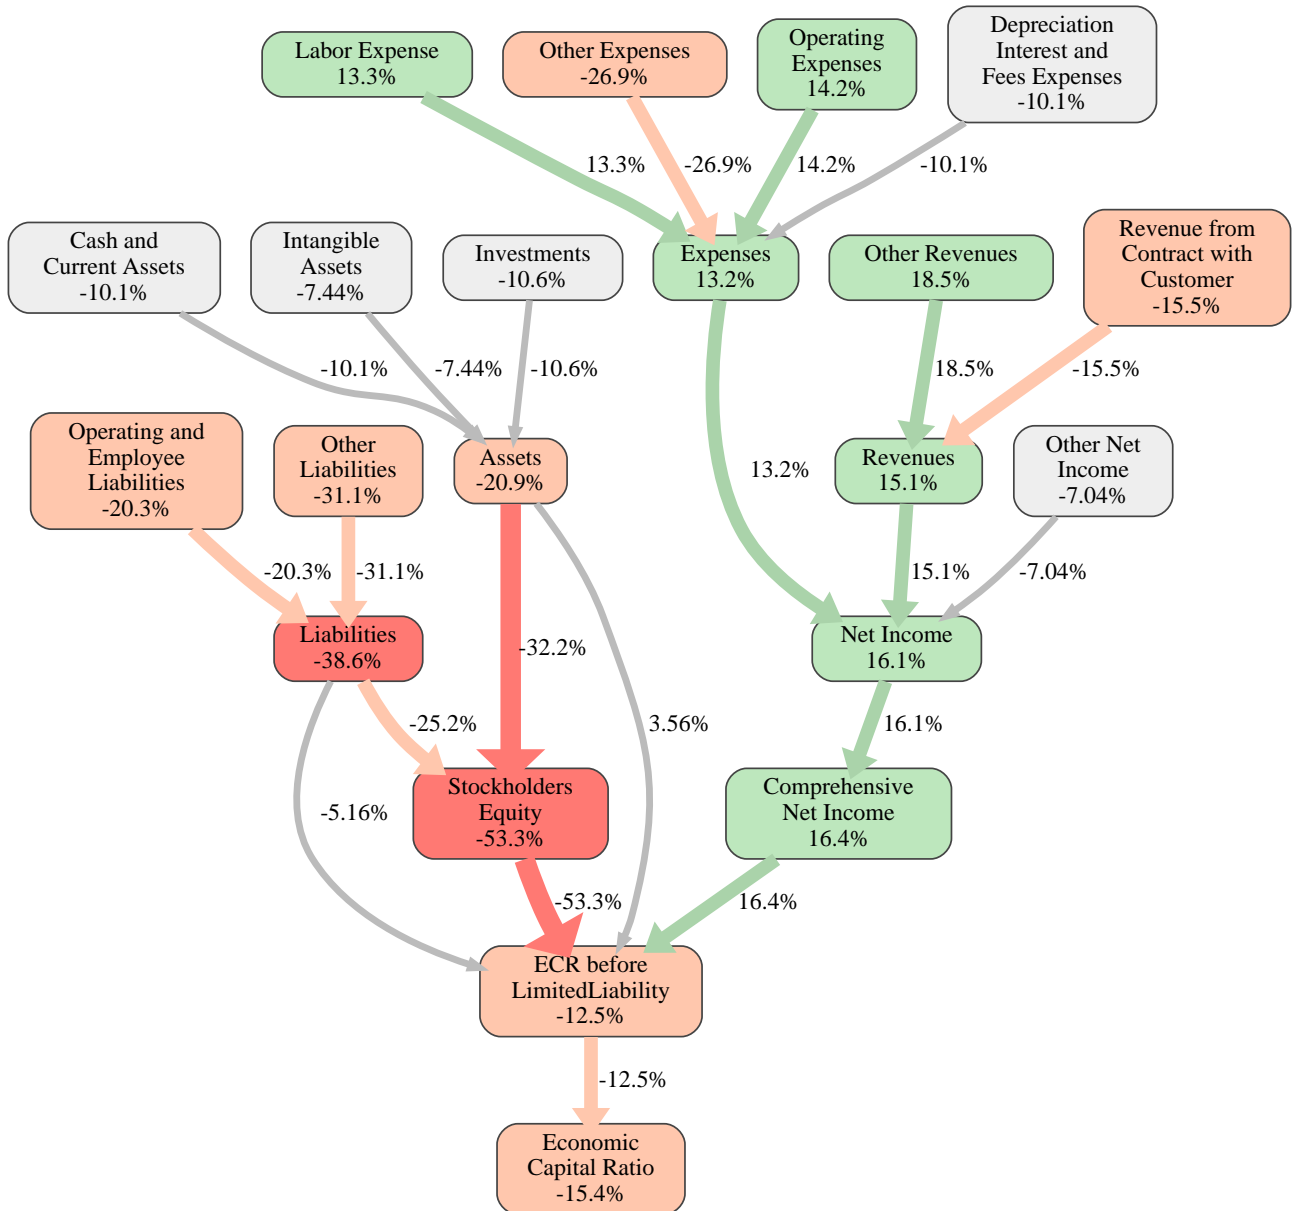 Labor Expense
13.3%
Other Expenses
-26.9%
Operating
Expenses
14.2%
Depreciation
Interest and
Fees Expenses
-10.1%
13.3%
-26.9%
14.2%
-10.1%
Cash and
Current Assets
-10.1%
Intangible
Assets
-7.44%
Investments
-10.6%
Expenses
13.2%
Other Revenues
18.5%
Revenue from
Contract with
Customer
-15.5%
-10.1%
-7.44%
-10.6%
18.5%
-15.5%
Operating and
Employee
Liabilities
-20.3%
Other
Liabilities
-31.1%
Assets
-20.9%
13.2%
Revenues
15.1%
Other Net
Income
-7.04%
-20.3%
-31.1%
15.1%
-7.04%
Liabilities
-38.6%
-32.2%
Net Income
16.1%
-25.2%
3.56%
16.1%
-5.16%
Stockholders
Equity
-53.3%
Comprehensive
Net Income
16.4%
-53.3%
16.4%
ECR before
LimitedLiability
-12.5%
-12.5%
Economic
Capital Ratio
-15.4%